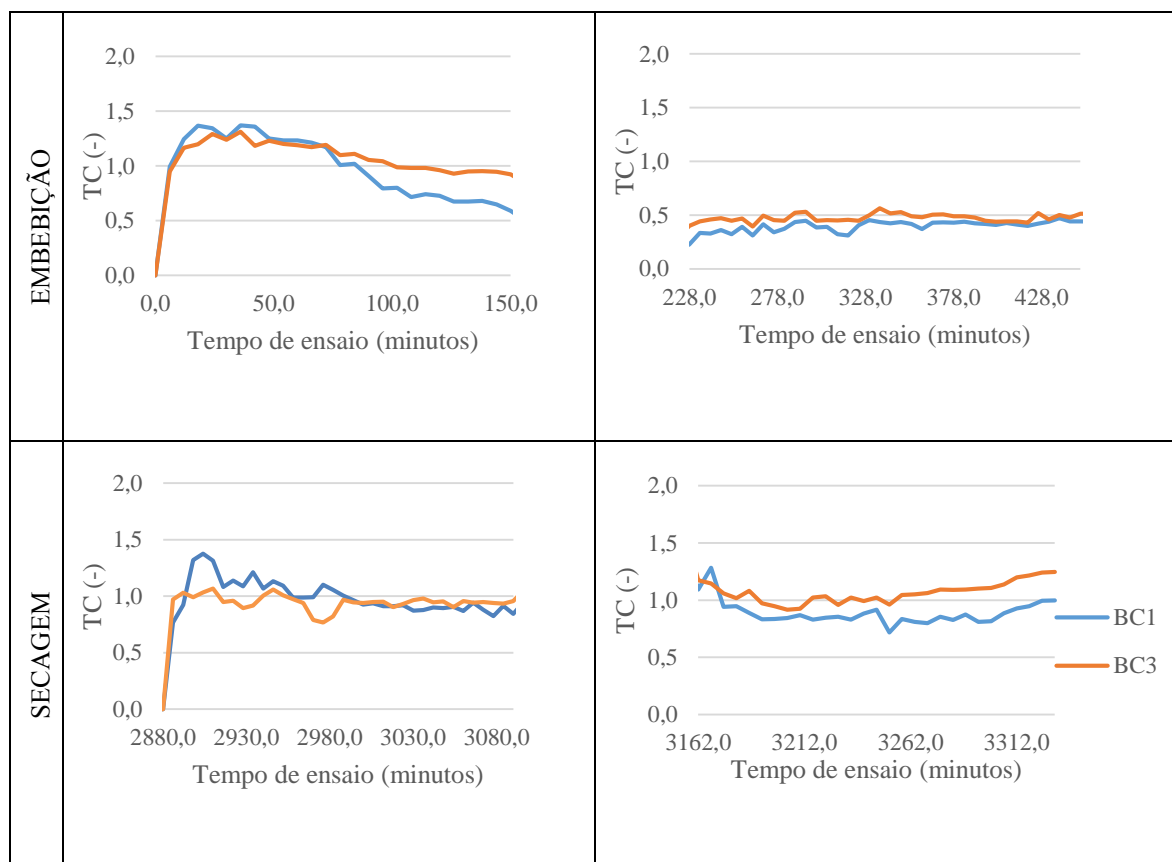 EMBEBIÇÃO
TC (-)
2,0
1,5
1,0
0,5
0,0
0,0 50,0 100,0 150,0
Tempo de ensaio (minutos)
TC (-)
2,0
1,5
1,0
0,5
0,0
228,0 278,0 328,0 378,0 428,0
Tempo de ensaio (minutos)
SECAGEM
TC (-)
2,0
1,5
1,0
0,5
0,0
2880,0 2930,0 2980,0 3030,0 3080,0
Tempo de ensaio (minutos)
TC (-)
2,0
1,5
1,0
0,5
0,0
3162,0 3212,0 3262,0 3312,0
Tempo de ensaio (minutos)
BC1
BC3